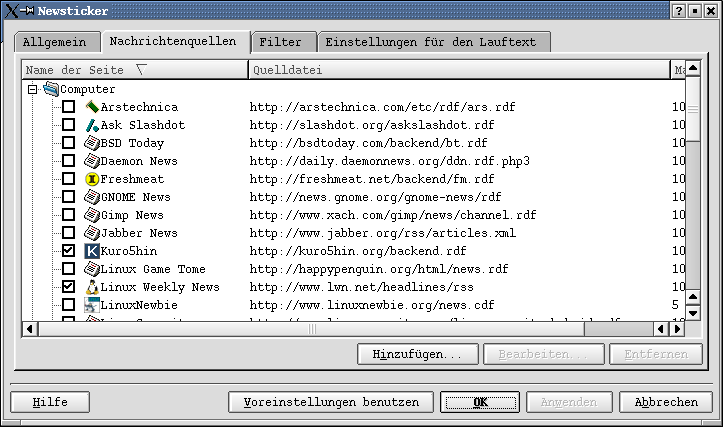 Newsticker
Allgemein Nachrichtenquellen Filter Einstellungen für den Lauftext
Name der Seite Quelldatei Ma
Computer
Arstechnica http://arstechnica.com/etc/rdf/ars.rdf 10
Ask Slashdot http://slashdot.org/askslashdot.rdf 10
BSD Today http://bsdtoday.com/backend/bt.rdf 10
Daemon News http://daily.daemonnews.org/ddn.rdf.php3 10
Freshmeat http://freshmeat.net/backend/fm.rdf 10
GNOME News http://news.gnome.org/gnome-news/rdf 10
Gimp News http://www.xach.com/gimp/news/channel.rdf 10
Jabber News http://www.jabber.org/rss/articles.xml 10
Kuro5hin http://kuro5hin.org/backend.rdf 10
Linux Game Tome http://happypenguin.org/html/news.rdf 10
Linux Weekly News http://www.lwn.net/headlines/rss 10
LinuxNewbie http://www.linuxnewbie.org/news.cdf 5
Hinzufügen... Bearbeiten... Entfernen
Hilfe Voreinstellungen benutzen OK Anwenden Abbrechen